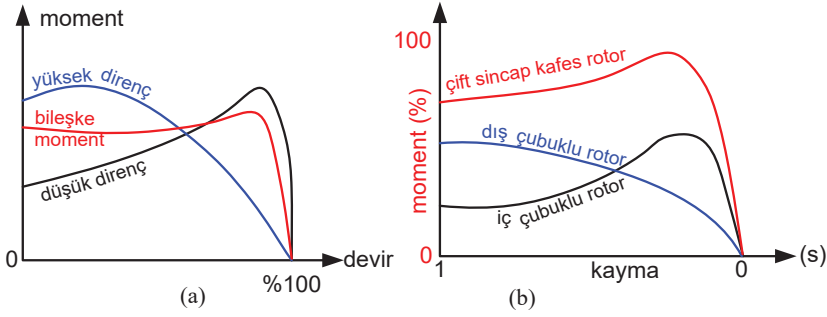 moment
yüksek direnç
bileşke
moment
düşük direnç
0
devir
%100
(a)
100
moment (%)
0
çift sincap kafes rotor
dış çubuklu rotor
iç çubuklu rotor
1
kayma
0
(s)
(b)